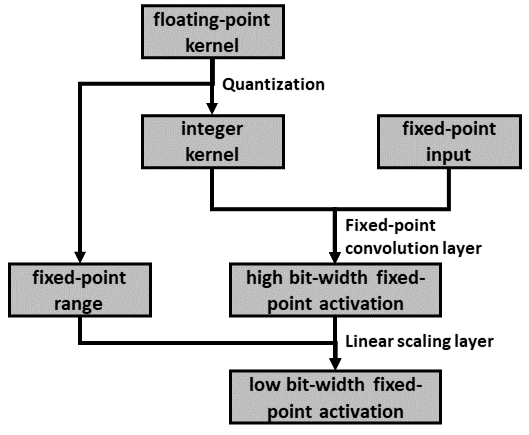 floating-point
kernel
Quantization
integer
kernel
fixed-point
input
Fixed-point
convolution layer
fixed-point
range
high bit-width fixed-
point activation
Linear scaling layer
low bit-width fixed-
point activation